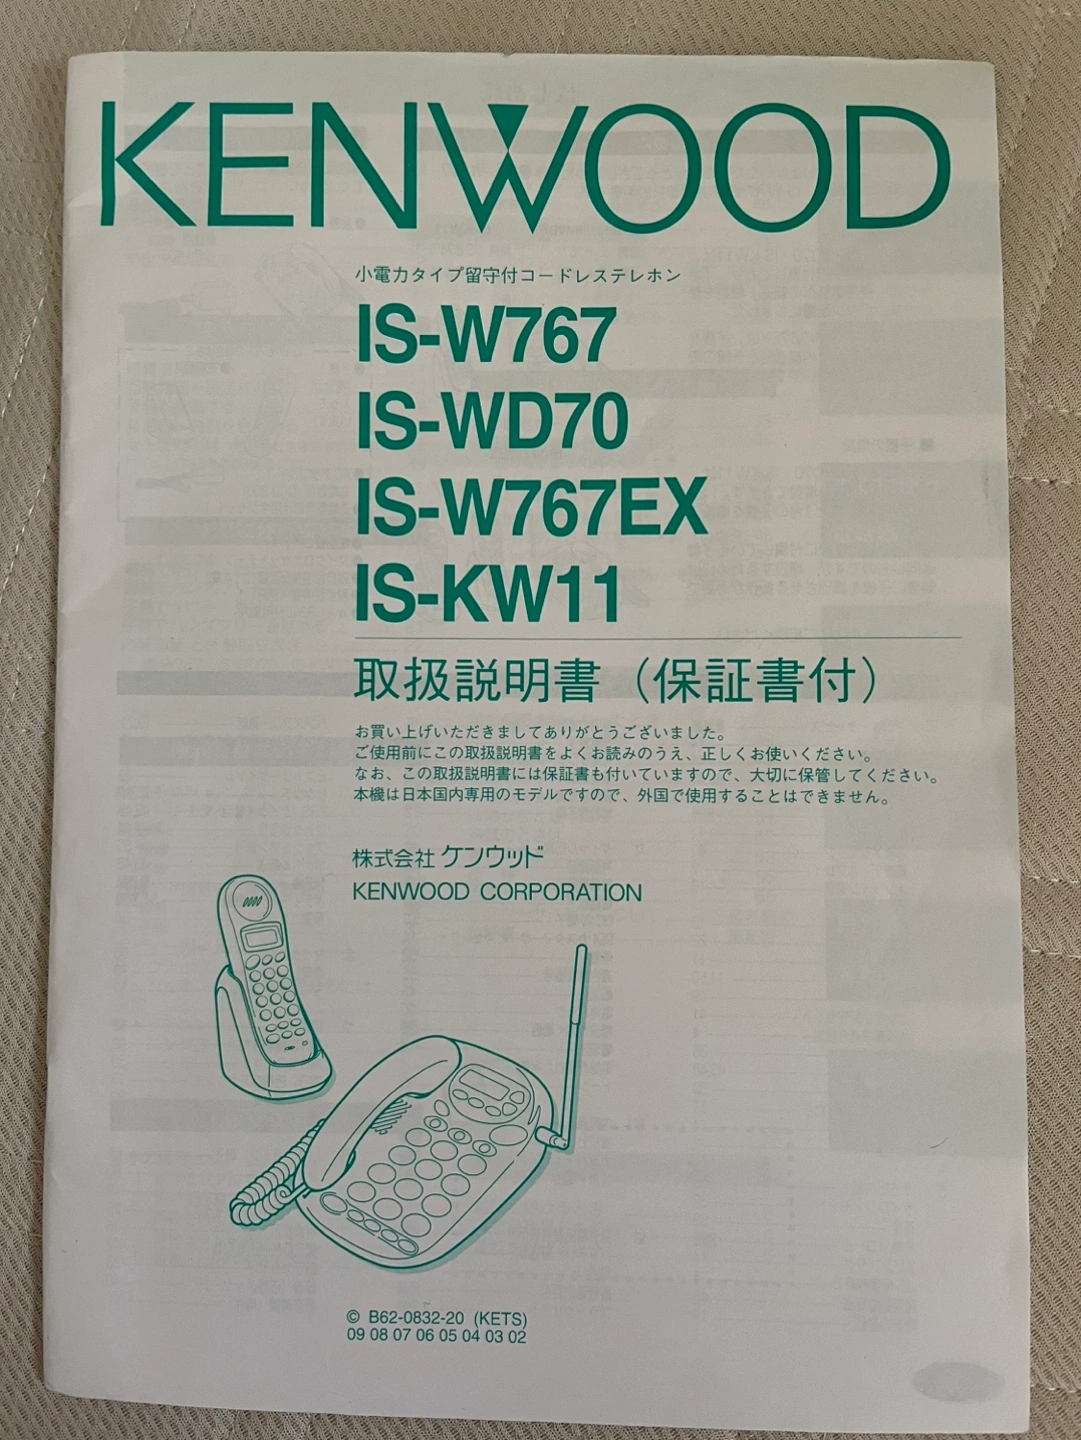 KENWOOD
小電力タイプ留守付コードレステレホン
IS-W767
IS-WD70
IS-W767EX
IS-KW11
取扱説明書（保証書付）
お買い上げいただきましてありがとうございました。
ご使用前にこの取扱説明書をよくお読みのうえ、正しくお使いください。
なお、この取扱説明書には保証書も付いていますので、大切に保管してください。
本機は日本国内専用のモデルですので、外国で使用することはできません。
株式会社 ケンウッド
KENWOOD CORPORATION
© B62-0832-20 (KETS)
09 08 07 06 05 04 03 02